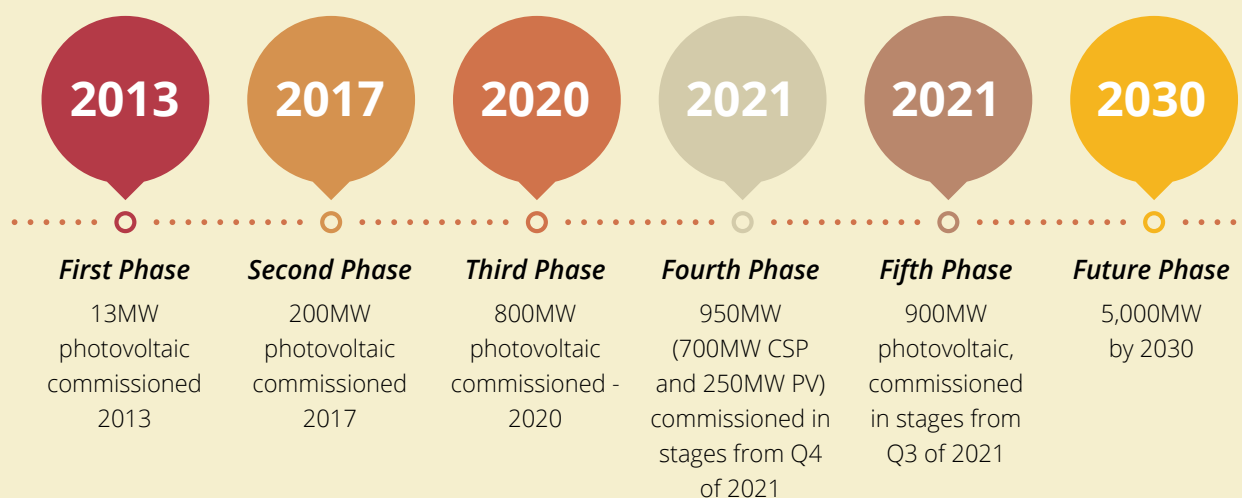 2013
2017
2020
2021
2021
2030
First Phase
13MW
photovoltaic
commissioned
2013
Second Phase
200MW
photovoltaic
commissioned
2017
Third Phase
800MW
photovoltaic
commissioned -
2020
Fourth Phase
950MW
(700MW CSP
and 250MW PV)
commissioned in
stages from Q4
of 2021
Fifth Phase
900MW
photovoltaic,
commissioned
in stages from
Q3 of 2021
Future Phase
5,000MW
by 2030